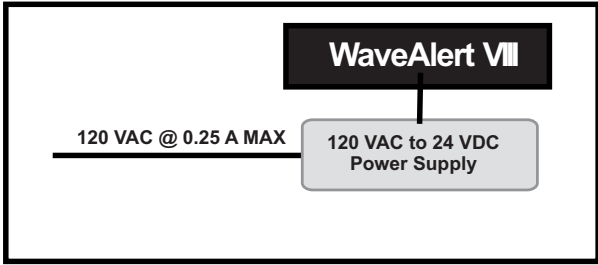 WaveAlert VIII
120 VAC @ 0.25 A MAX
120 VAC to 24 VDC
Power Supply